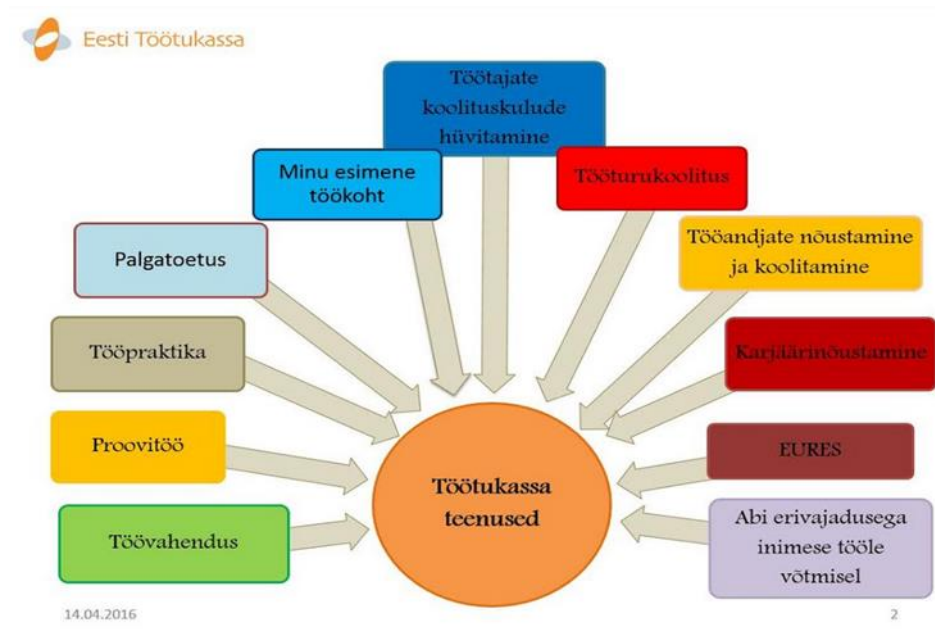 Eesti Töötukassa
Töötajate
koolituskulude
hüvitamine
Minu esimene
töökoht
Tööturukoolitus
Palgatoetus
Tööandjate nõustamine
ja koolitamine
Tööpraktika
Karjäärinõustamine
Proovitöö
EURES
Töövahendus
Abi erivajadusega
inimese tööle
võtmisel
Töötukassa
teenused
14.04.2016
2